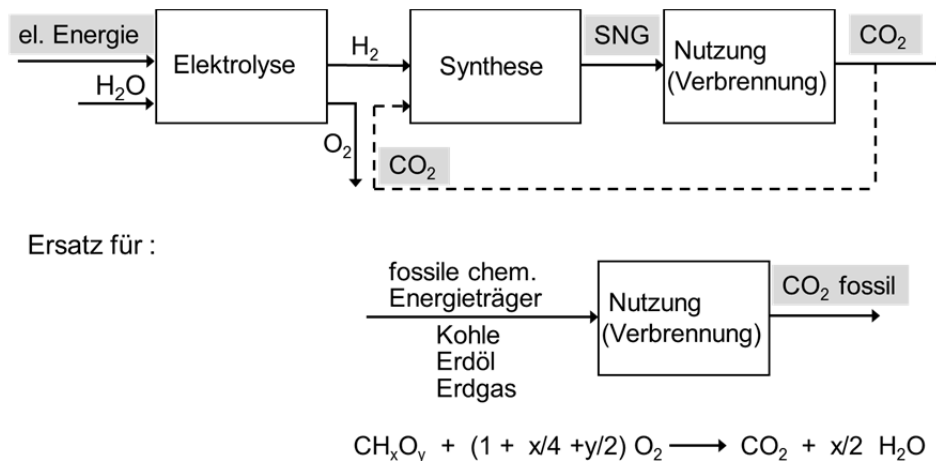 el. Energie
H₂O
Elektrolyse
H₂
O₂
Synthese
CO₂
SNG
Nutzung
(Verbrennung)
CO₂
Ersatz für :
fossile chem.
Energieträger
Kohle
Erdöl
Erdgas
Nutzung
(Verbrennung)
CO₂ fossil
CHₓOᵧ + (1 + x/4 +y/2) O₂ → CO₂ + x/2 H₂O